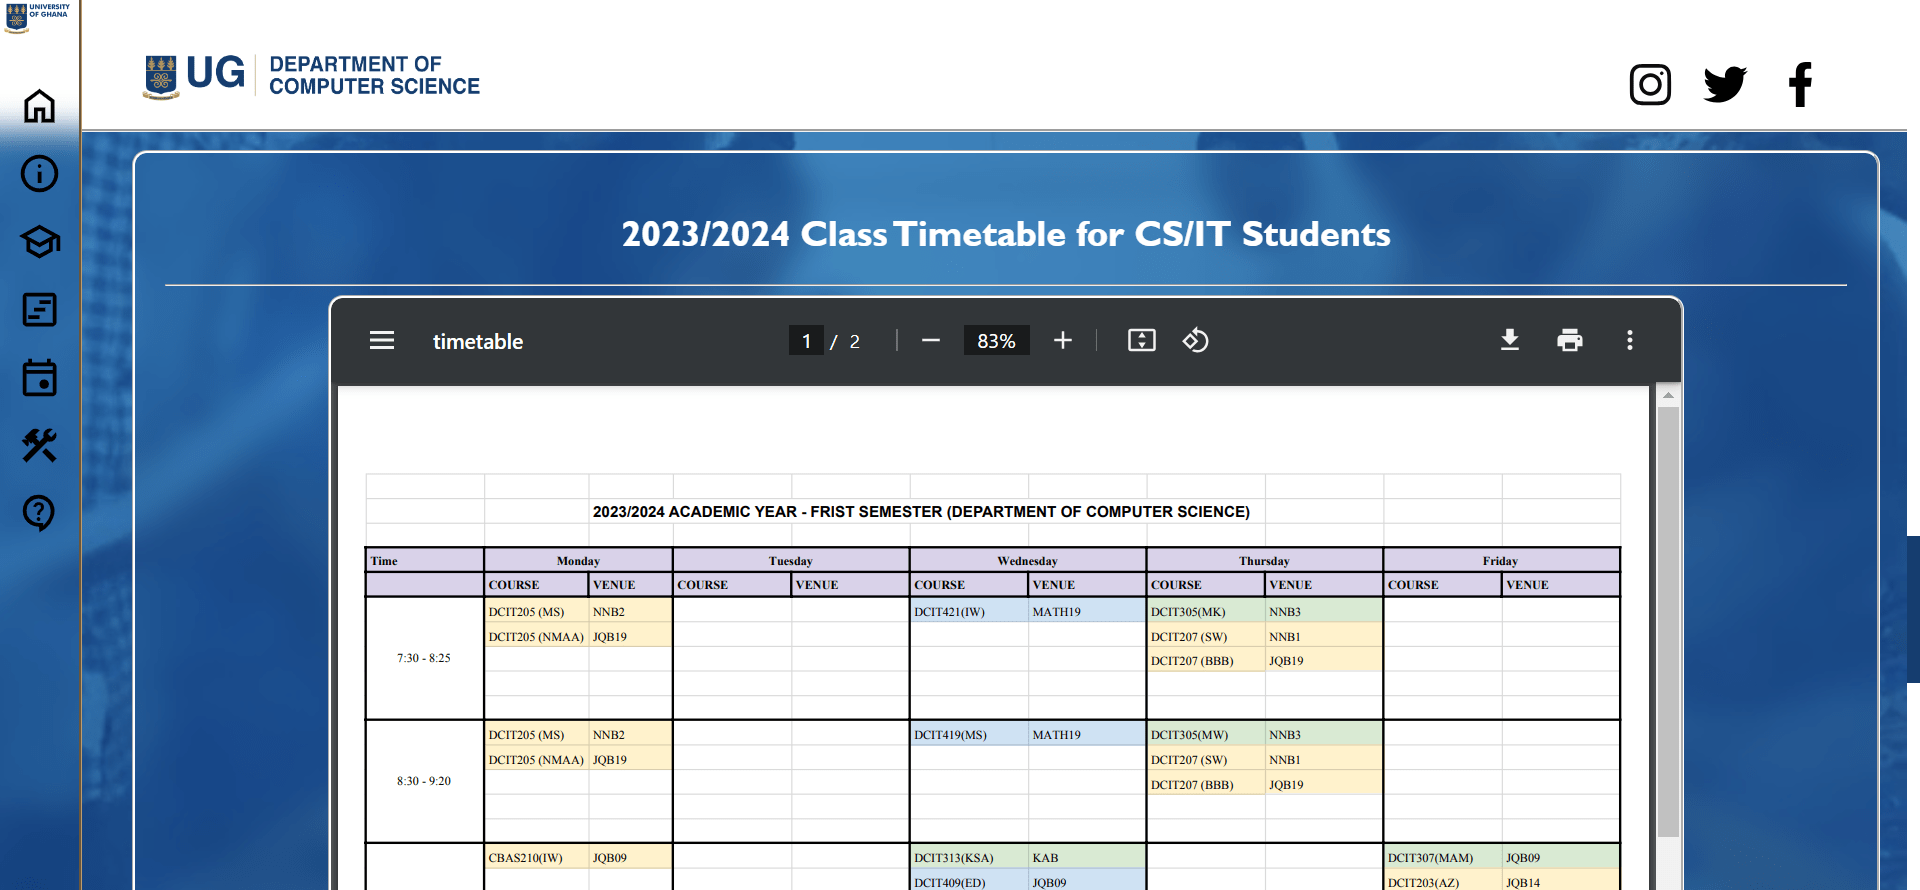 UNIVERSITY
OF GHANA
UG DEPARTMENT OF
COMPUTER SCIENCE
2023/2024 Class Timetable for CS/IT Students
timetable 1 / 2 83%
2023/2024 ACADEMIC YEAR - FRIST SEMESTER (DEPARTMENT OF COMPUTER SCIENCE)
Time Monday Tuesday Wednesday Thursday Friday
COURSE VENUE COURSE VENUE COURSE VENUE COURSE VENUE COURSE VENUE
DCIT205 (MS) NNB2 DCIT421(IW) MATH19 DCIT305(MK) NNB3
DCIT205 (NMAA) JQB19 DCIT207 (SW) NNB1
7:30 - 8:25 DCIT207 (BBB) JQB19
DCIT205 (MS) NNB2 DCIT419(MS) MATH19 DCIT305(MW) NNB3
DCIT205 (NMAA) JQB19 DCIT207 (SW) NNB1
8:30 - 9:20 DCIT207 (BBB) JQB19
CBAS210(IW) JQB09 DCIT313(KSA) KAB DCIT307(MAM) JQB09
DCIT409(ED) JQB09 DCIT203(AZ) JQB14